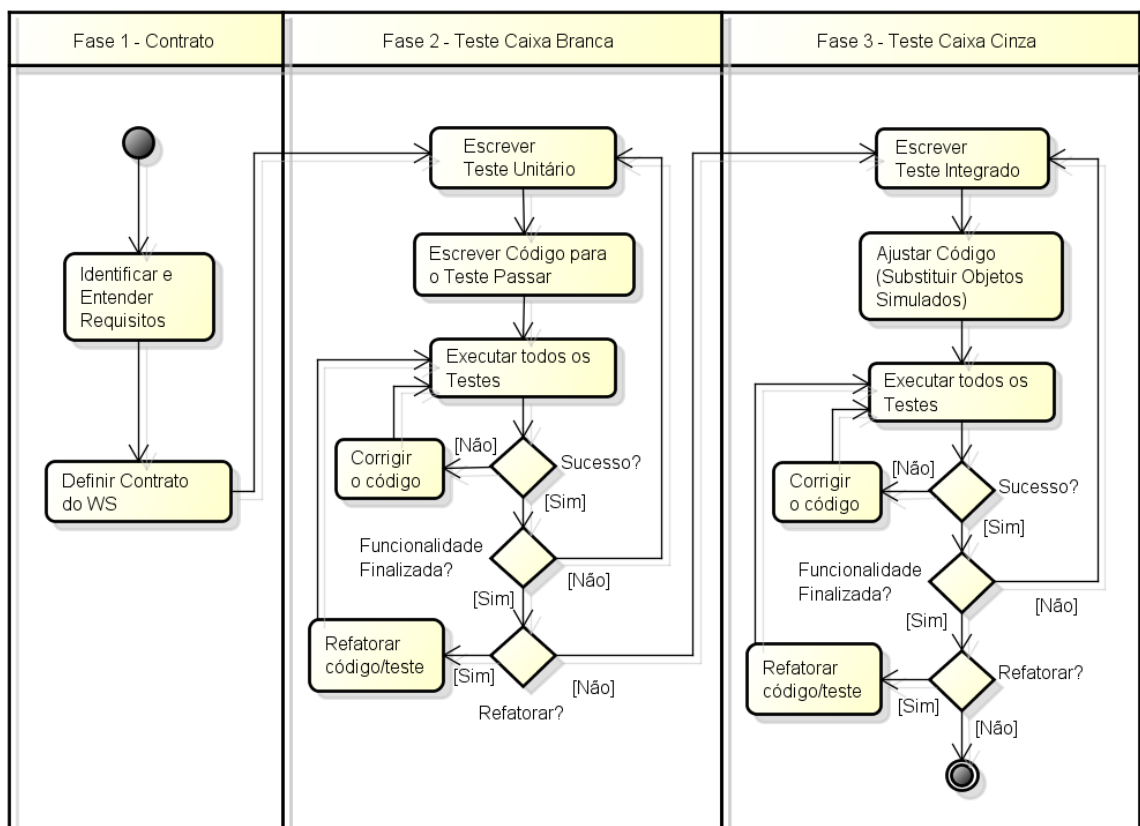 Fase 1 - Contrato
Fase 2 - Teste Caixa Branca
Fase 3 - Teste Caixa Cinza
Identificar e
Entender
Requisitos
Definir Contrato
do WS
Escrever
Teste Unitário
Escrever Código para
o Teste Passar
Executar todos os
Testes
[Não]
Corrigir
o código
Sucesso?
[Sim]
Funcionalidade
Finalizada?
[Não]
[Sim]
Refatorar
código/teste
[Sim]
[Não]
Refatorar?
Escrever
Teste Integrado
Ajustar Código
(Substituir Objetos
Simulados)
Executar todos os
Testes
[Não]
Corrigir
o código
Sucesso?
[Sim]
Funcionalidade
Finalizada?
[Não]
[Sim]
Refatorar
código/teste
Refatorar?
[Sim]
[Não]